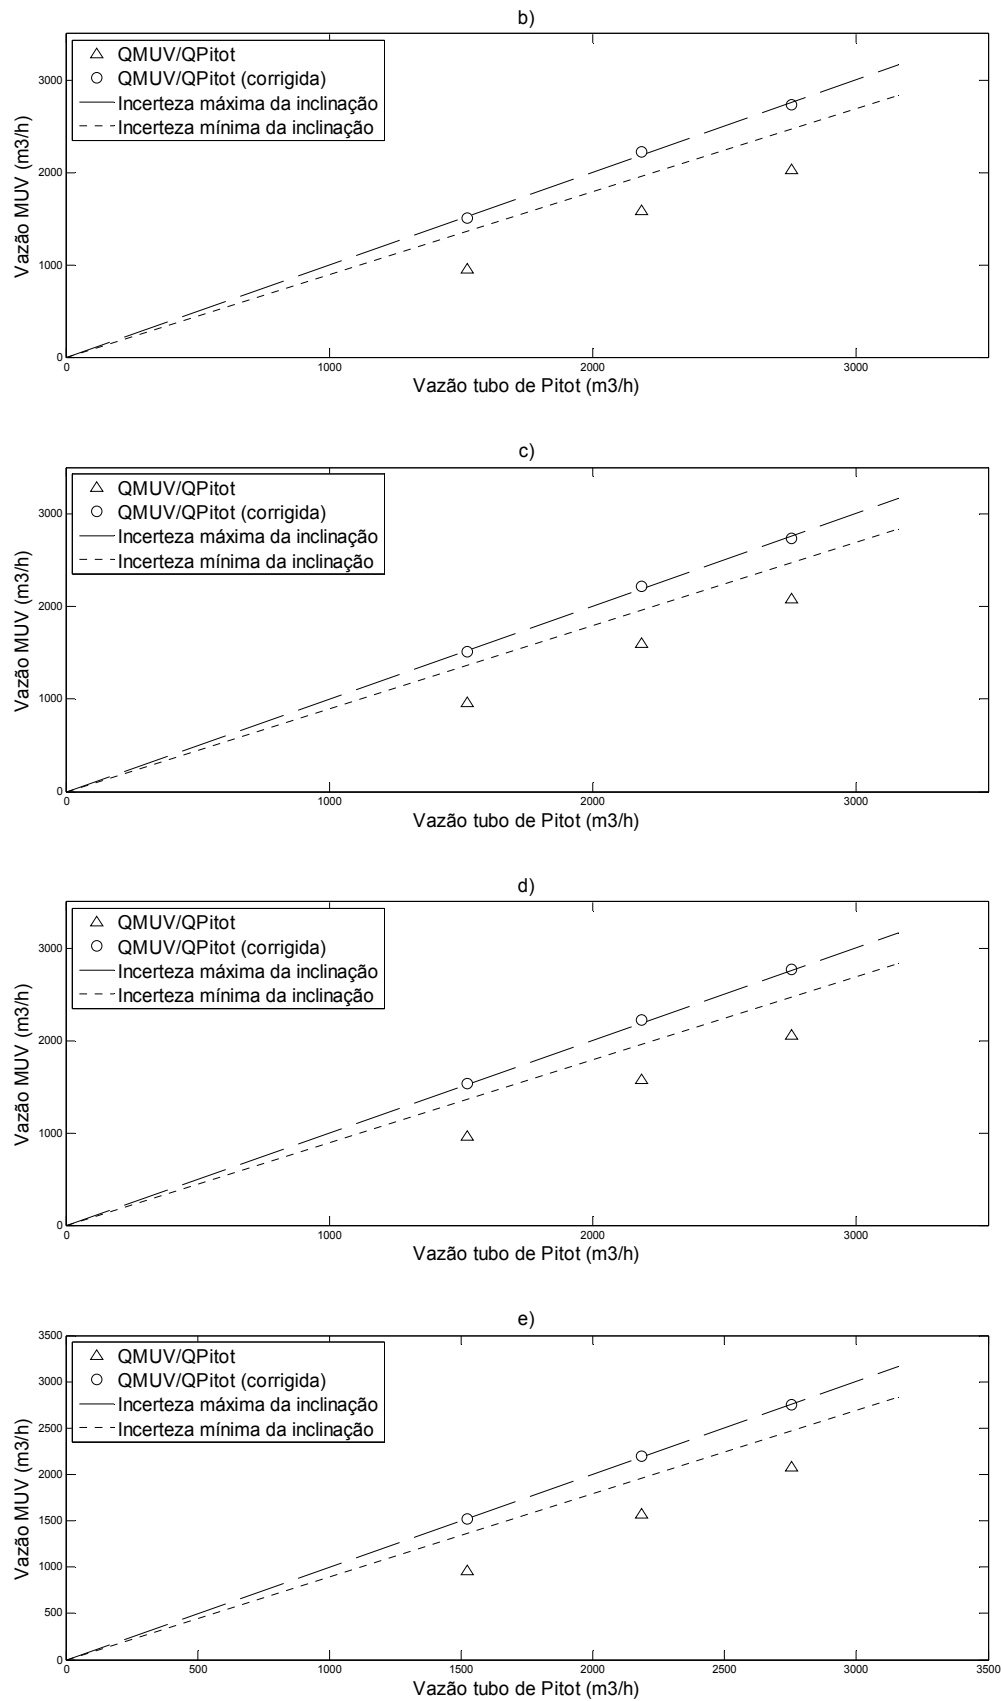 b)
QMUV/QPitot
QMUV/QPitot (corrigida)
Incerteza máxima da inclinação
Incerteza mínima da inclinação
3000
2000
1000
0
Vazão MUV (m3/h)
0 1000 2000 3000
Vazão tubo de Pitot (m3/h)
c)
QMUV/QPitot
QMUV/QPitot (corrigida)
Incerteza máxima da inclinação
Incerteza mínima da inclinação
3000
2000
1000
0
Vazão MUV (m3/h)
0 1000 2000 3000
Vazão tubo de Pitot (m3/h)
d)
QMUV/QPitot
QMUV/QPitot (corrigida)
Incerteza máxima da inclinação
Incerteza mínima da inclinação
3000
2000
1000
0
Vazão MUV (m3/h)
0 1000 2000 3000
Vazão tubo de Pitot (m3/h)
e)
QMUV/QPitot
QMUV/QPitot (corrigida)
Incerteza máxima da inclinação
Incerteza mínima da inclinação
3500
3000
2500
2000
1500
1000
500
0
Vazão MUV (m3/h)
0 500 1000 1500 2000 2500 3000 3500
Vazão tubo de Pitot (m3/h)